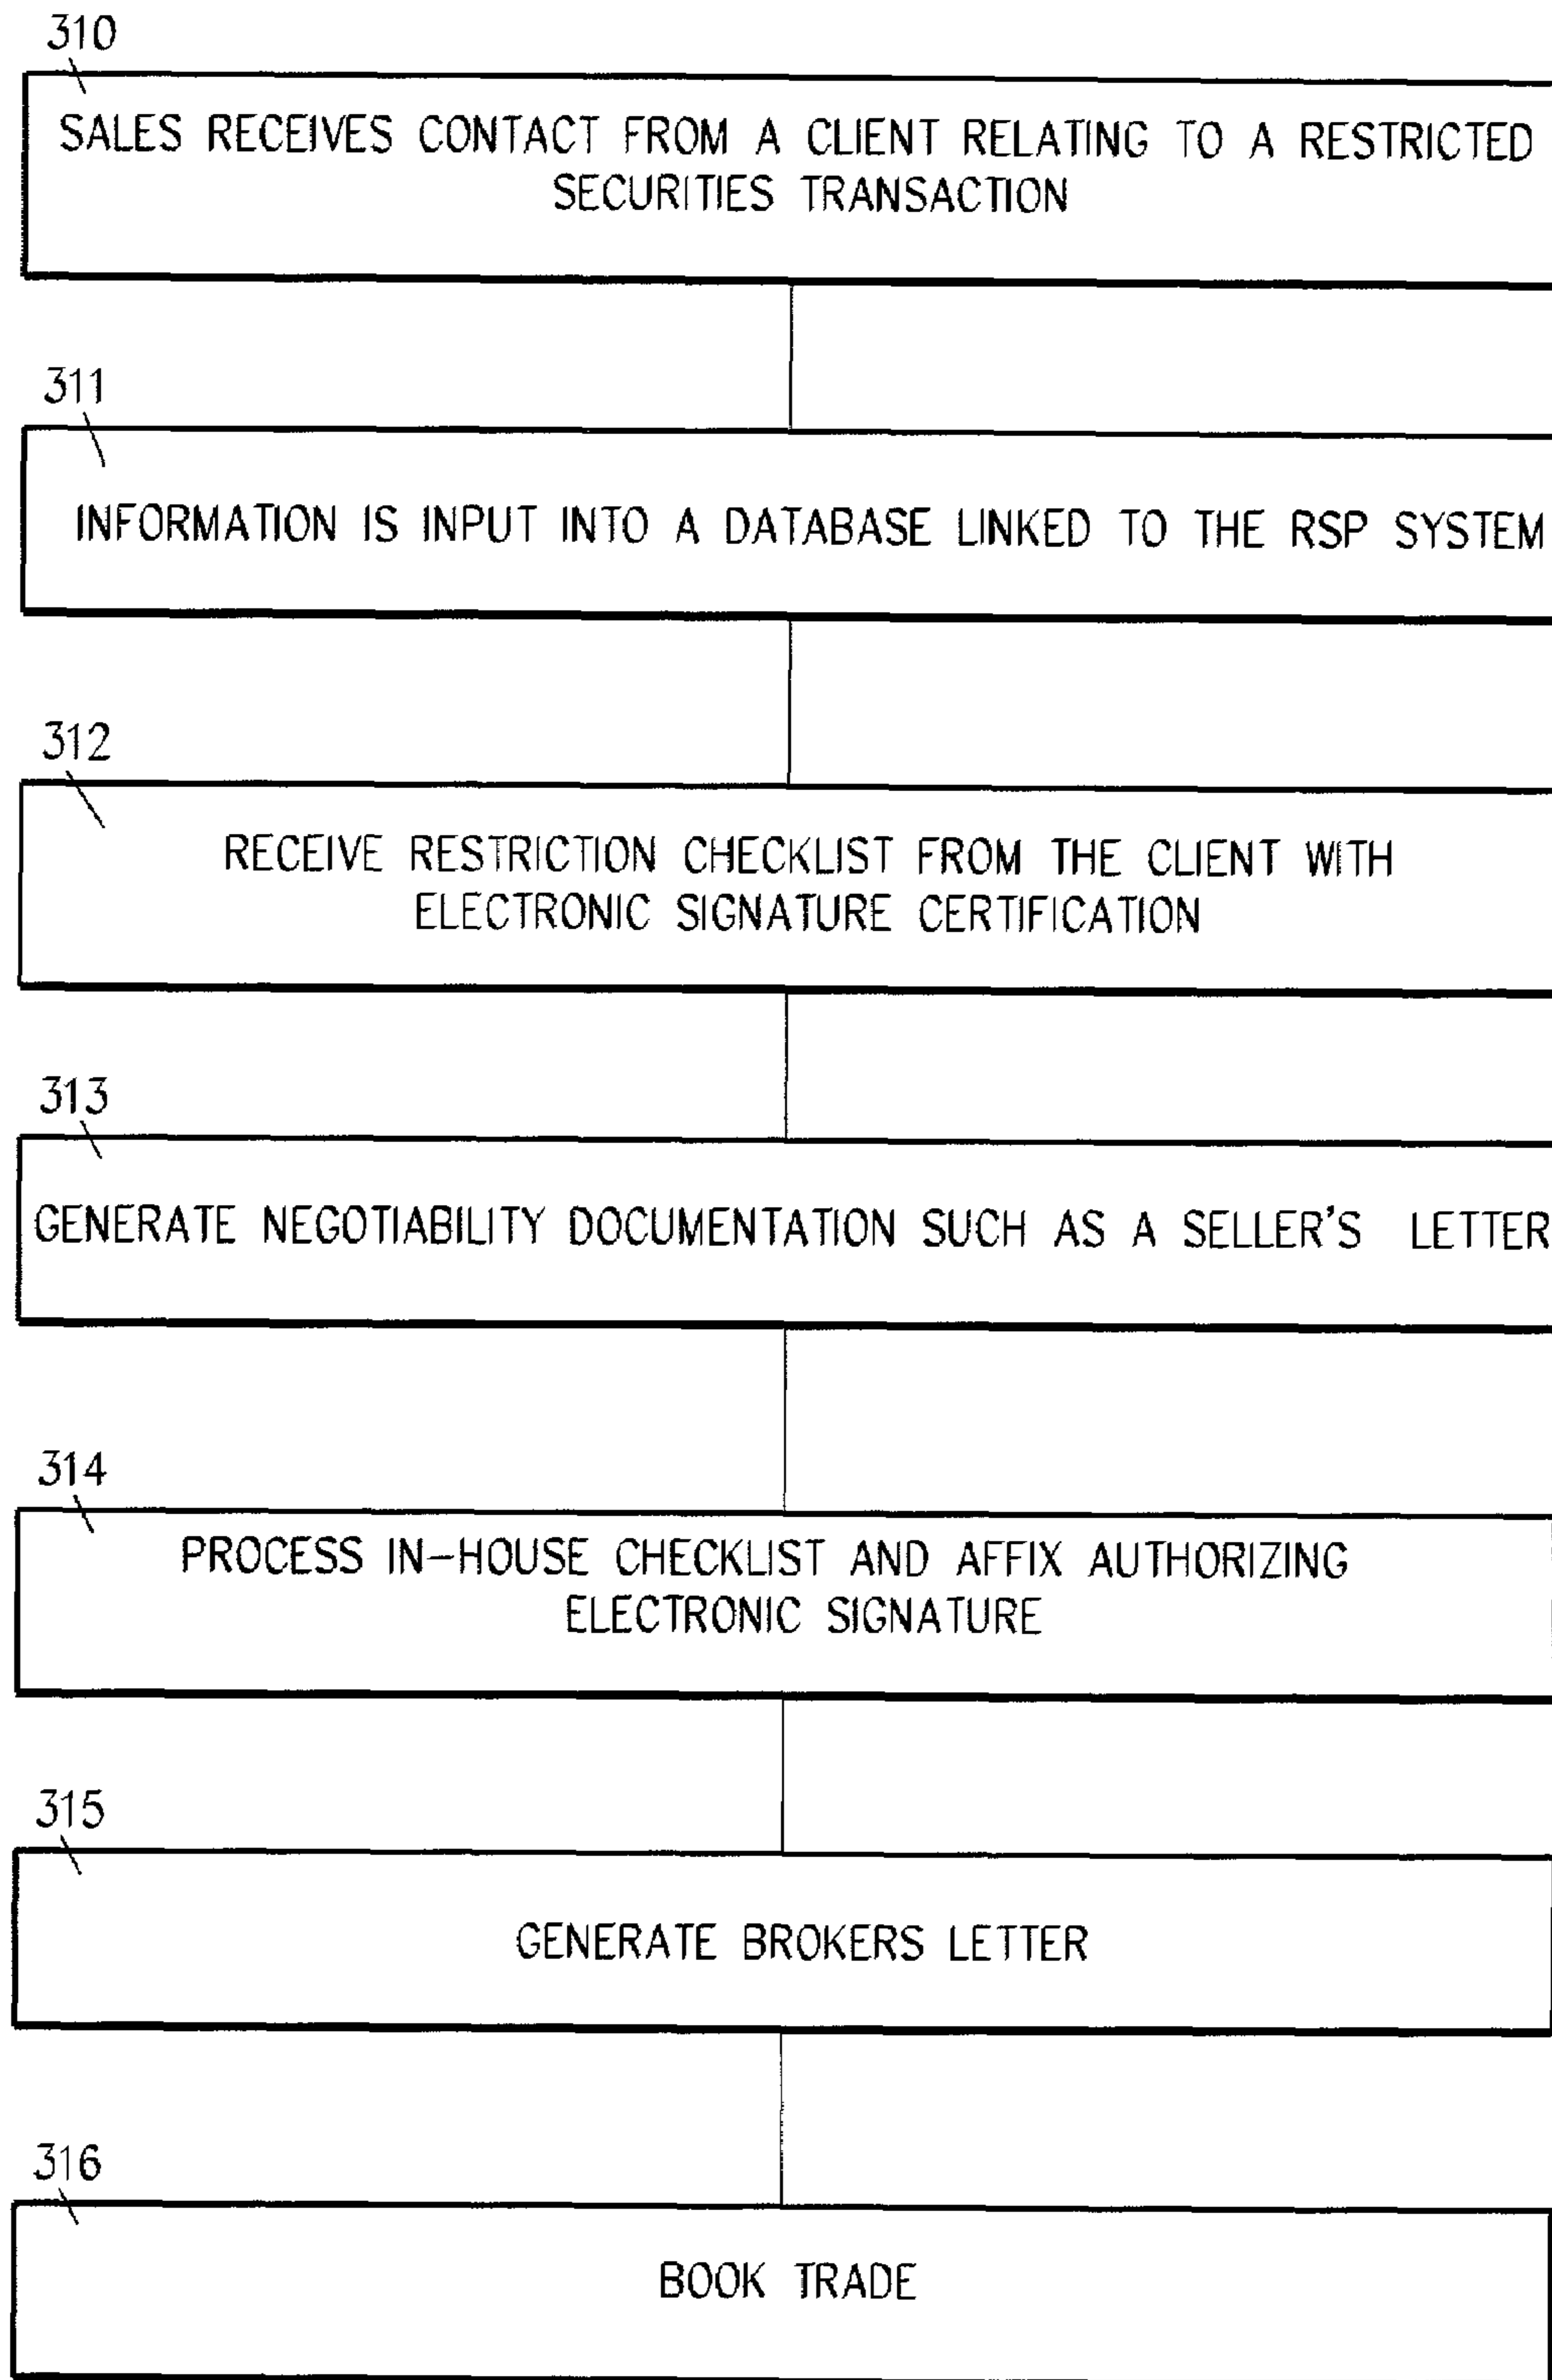 310
SALES RECEIVES CONTACT FROM A CLIENT RELATING TO A RESTRICTED
SECURITIES TRANSACTION
311
INFORMATION IS INPUT INTO A DATABASE LINKED TO THE RSP SYSTEM
312
RECEIVE RESTRICTION CHECKLIST FROM THE CLIENT WITH
ELECTRONIC SIGNATURE CERTIFICATION
313
GENERATE NEGOTIABILITY DOCUMENTATION SUCH AS A SELLER'S LETTER
314
PROCESS IN-HOUSE CHECKLIST AND AFFIX AUTHORIZING
ELECTRONIC SIGNATURE
315
GENERATE BROKERS LETTER
316
BOOK TRADE